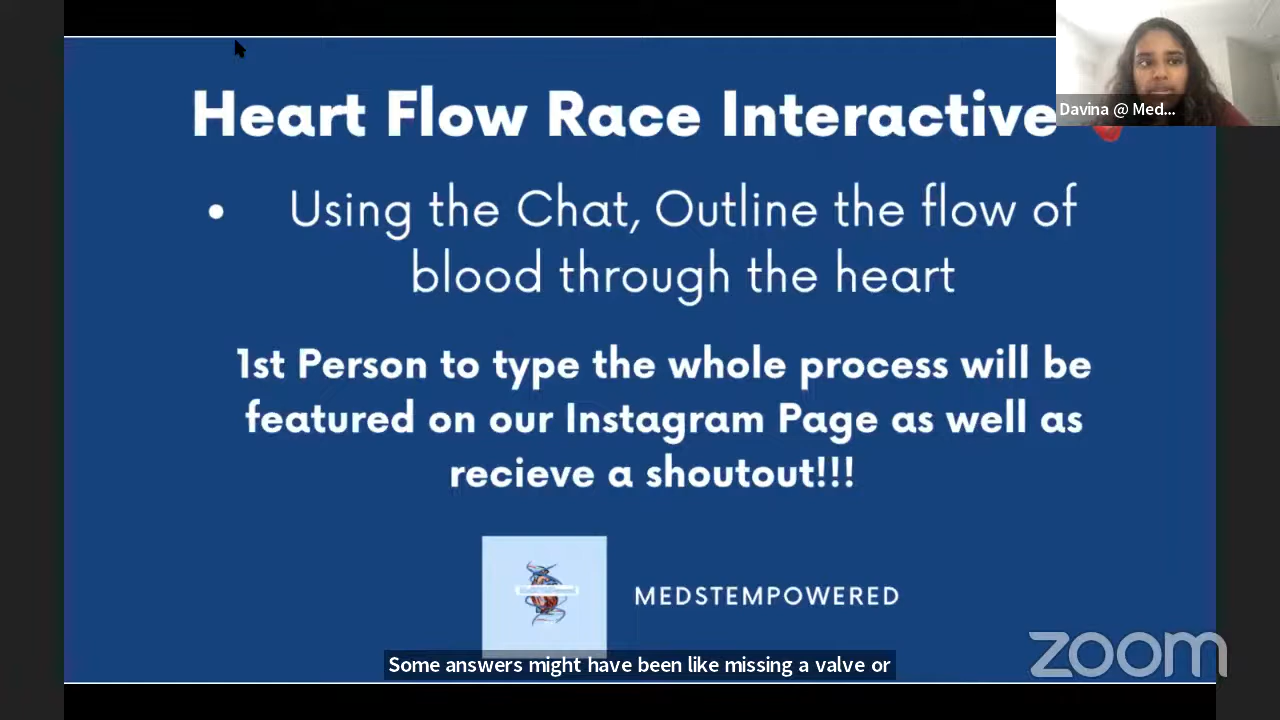 Heart Flow Race Interactive
Davina @ Med...
• Using the Chat, Outline the flow of
blood through the heart
1st Person to type the whole process will be
featured on our Instagram Page as well as
recieve a shoutout!!!
MEDSTEMPOWERED
Some answers might have been like missing a valve or
zoom